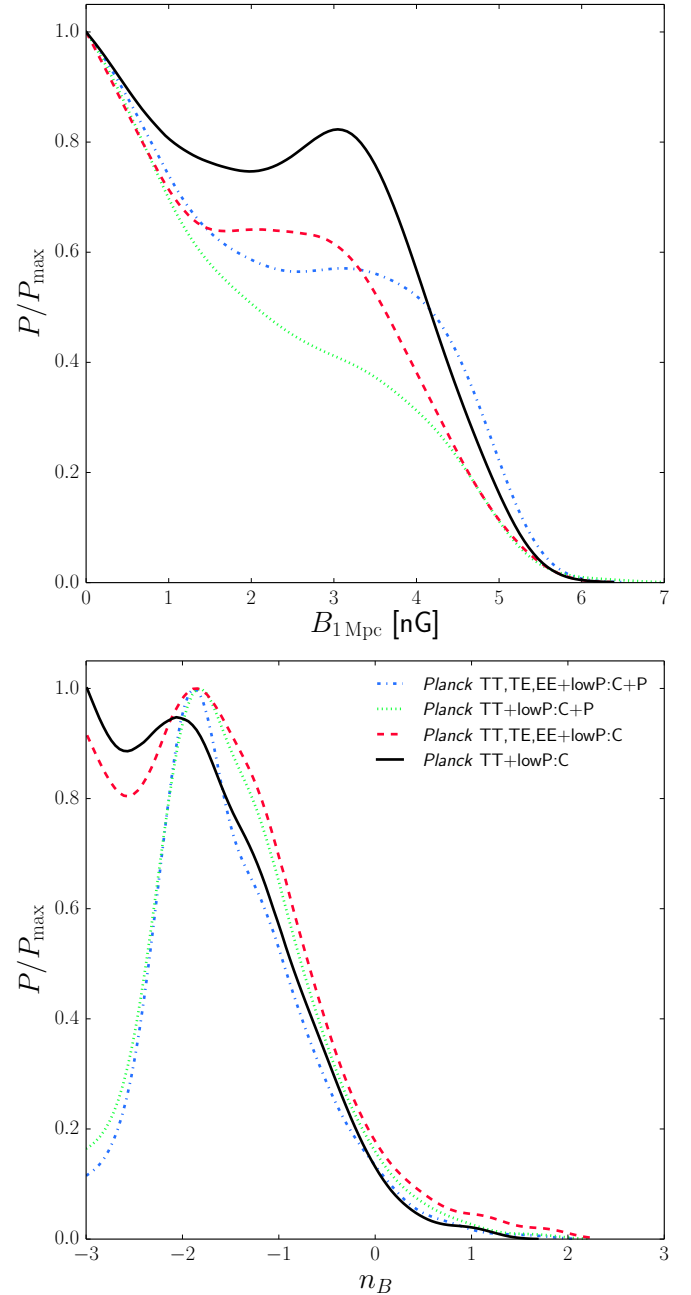 1.0
0.8
0.6
0.4
0.2
0.0
P/P_max
0 1 2 3 4 5 6 7
B_{1 Mpc} [nG]
1.0
0.8
0.6
0.4
0.2
0.0
P/P_max
Planck TT,TE,EE+lowP:C+P
Planck TT+lowP:C+P
Planck TT,TE,EE+lowP:C
Planck TT+lowP:C
−3 −2 −1 0 1 2 3
n_B